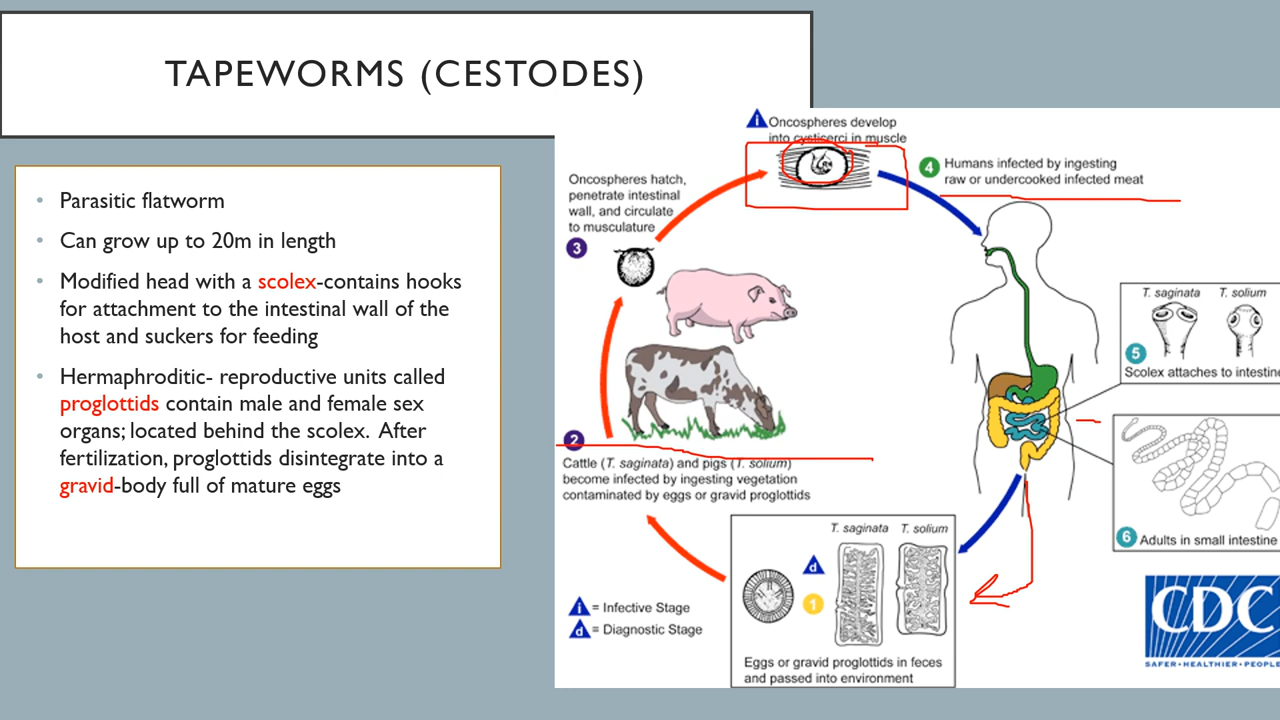 TAPEWORMS (CESTODES)
• Parasitic flatworm
• Can grow up to 20m in length
• Modified head with a scolex-contains hooks
for attachment to the intestinal wall of the
host and suckers for feeding
• Hermaphroditic- reproductive units called
proglottids contain male and female sex
organs; located behind the scolex. After
fertilization, proglottids disintegrate into a
gravid-body full of mature eggs
i Oncospheres develop
into cysticerci in muscle
Oncospheres hatch,
penetrate intestinal
wall, and circulate
to musculature
3
4 Humans infected by ingesting
raw or undercooked infected meat
T. saginata T. solium
5
Scolex attaches to intestine
6 Adults in small intestine
2
Cattle (T. saginata) and pigs (T. solium)
become infected by ingesting vegetation
contaminated by eggs or gravid proglottids
T. saginata T. solium
d
1
Eggs or gravid proglottids in feces
and passed into environment
i = Infective Stage
d = Diagnostic Stage
CDC
SAFER • HEALTHIER • PEOPLE